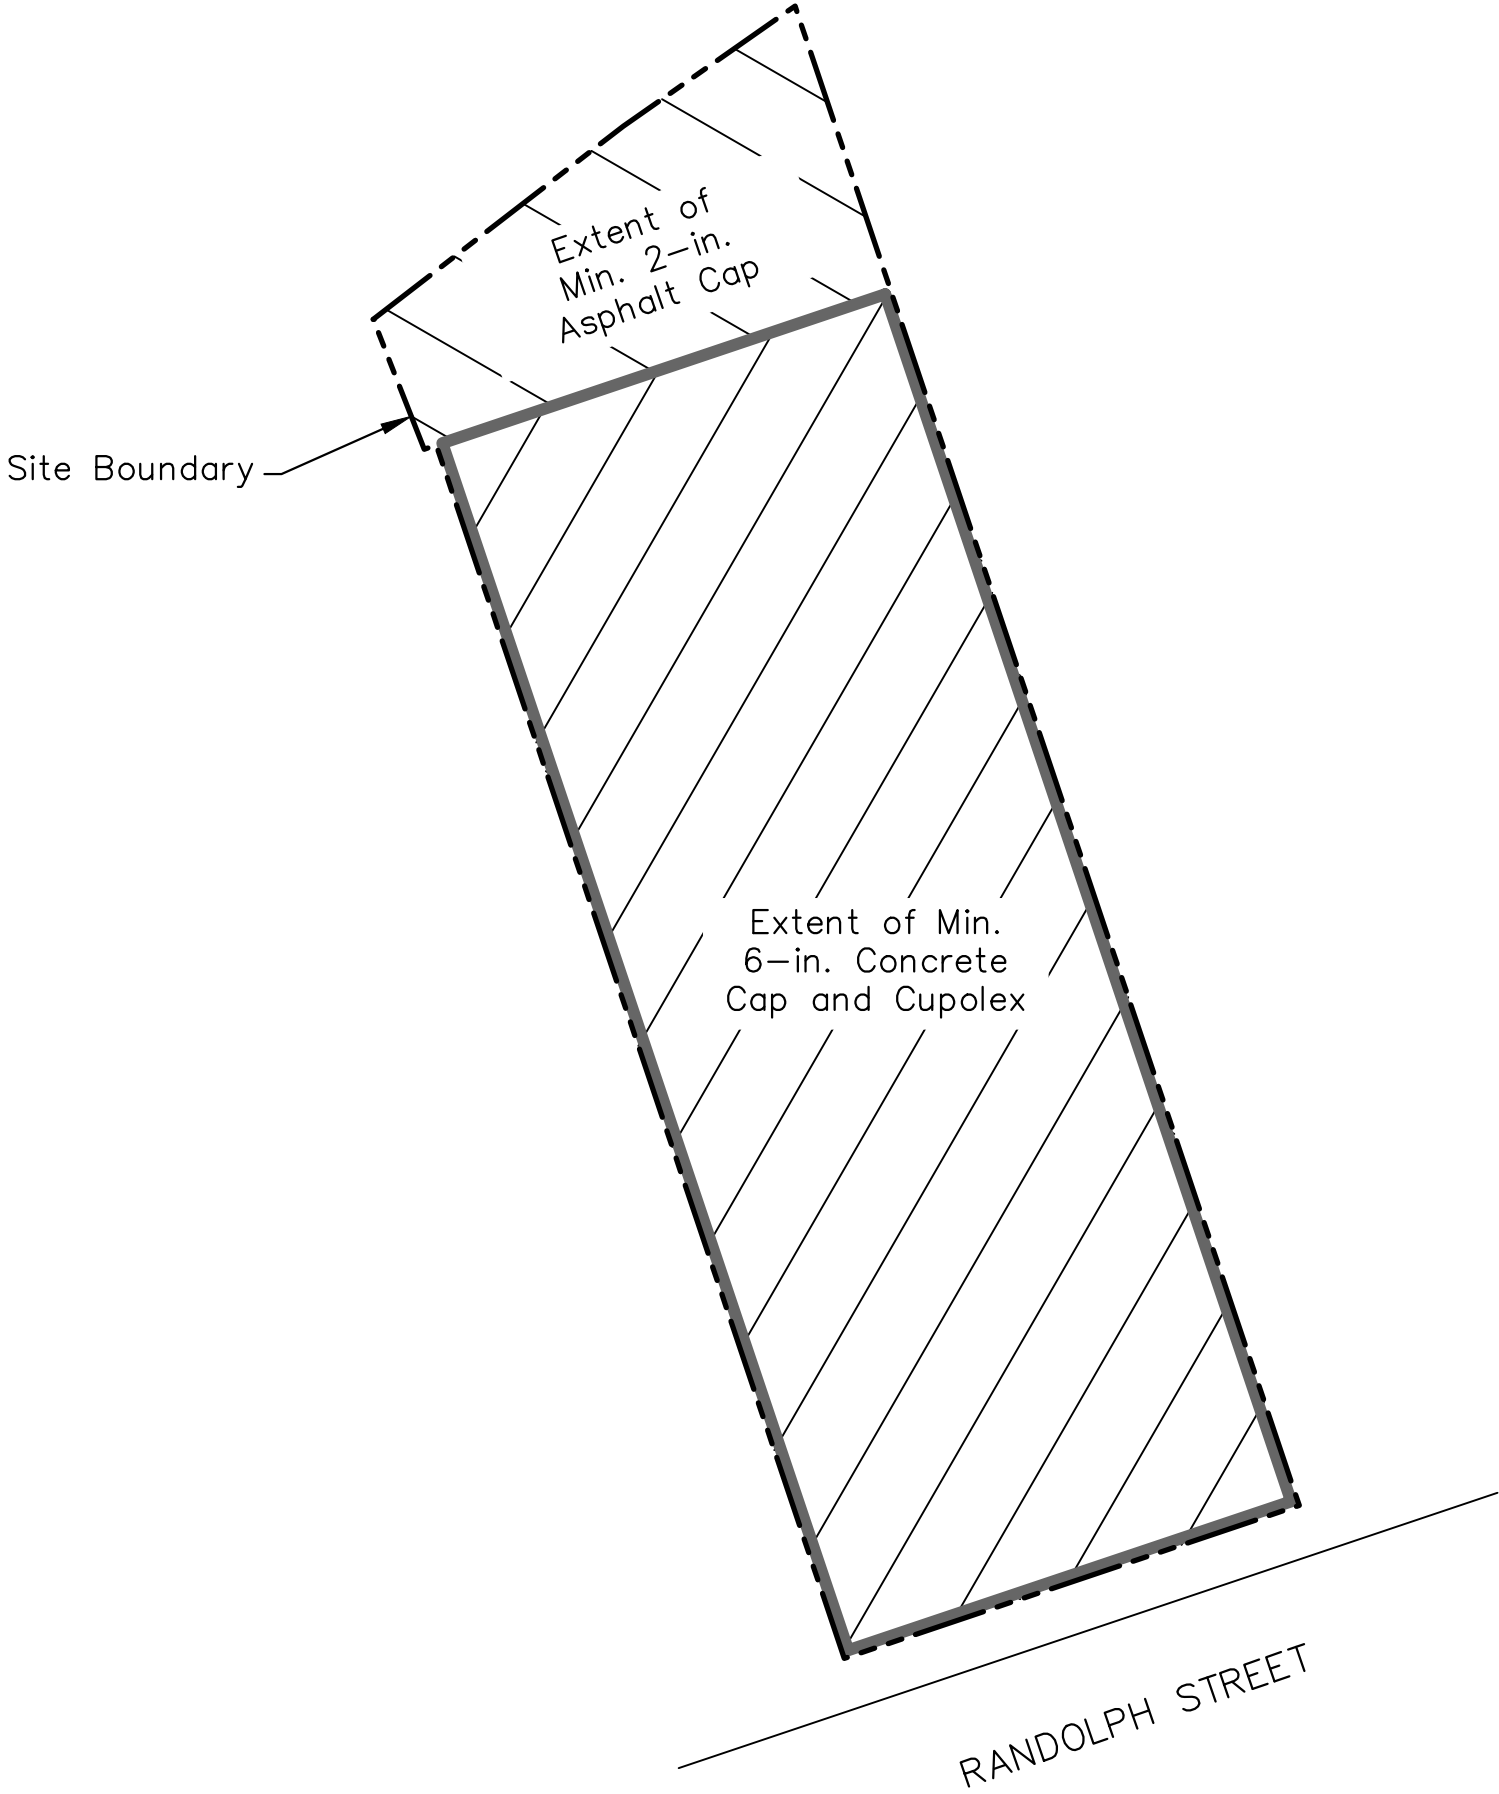 Extent of
Min. 2-in.
Asphalt Cap
Site Boundary
Extent of Min.
6-in. Concrete
Cap and Cupolex
RANDOLPH STREET